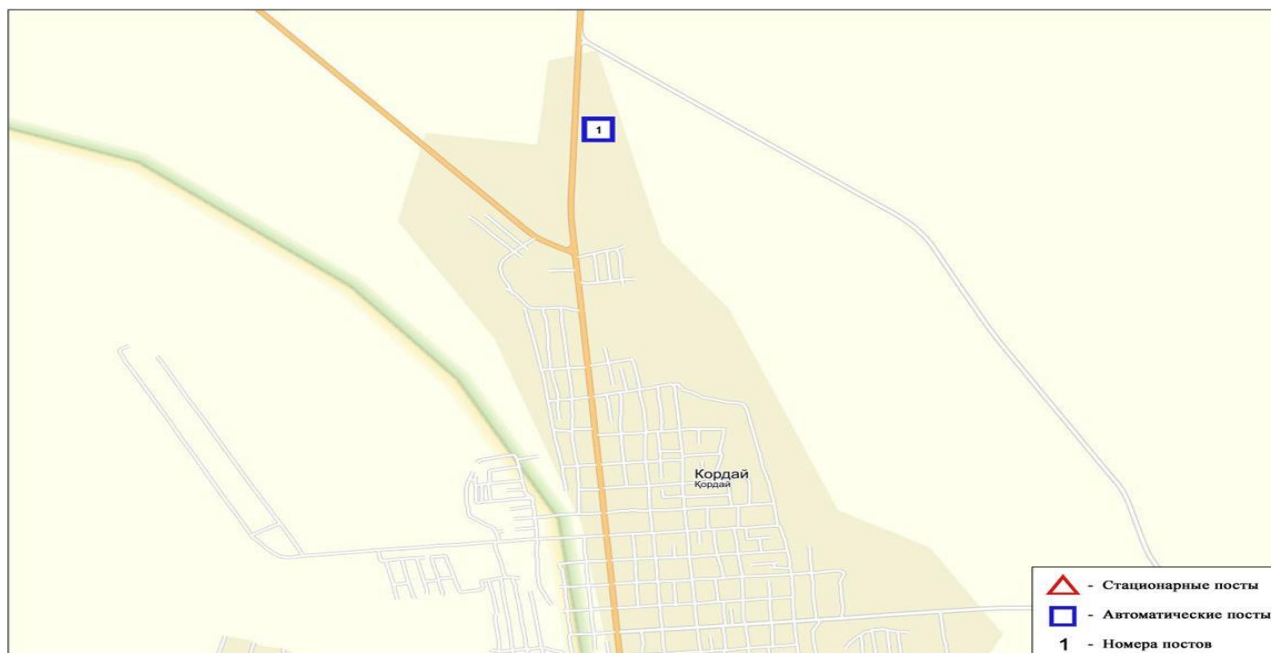 1
Кордай
Қордай
- Стационарные посты
- Автоматические посты
1 - Номера постов